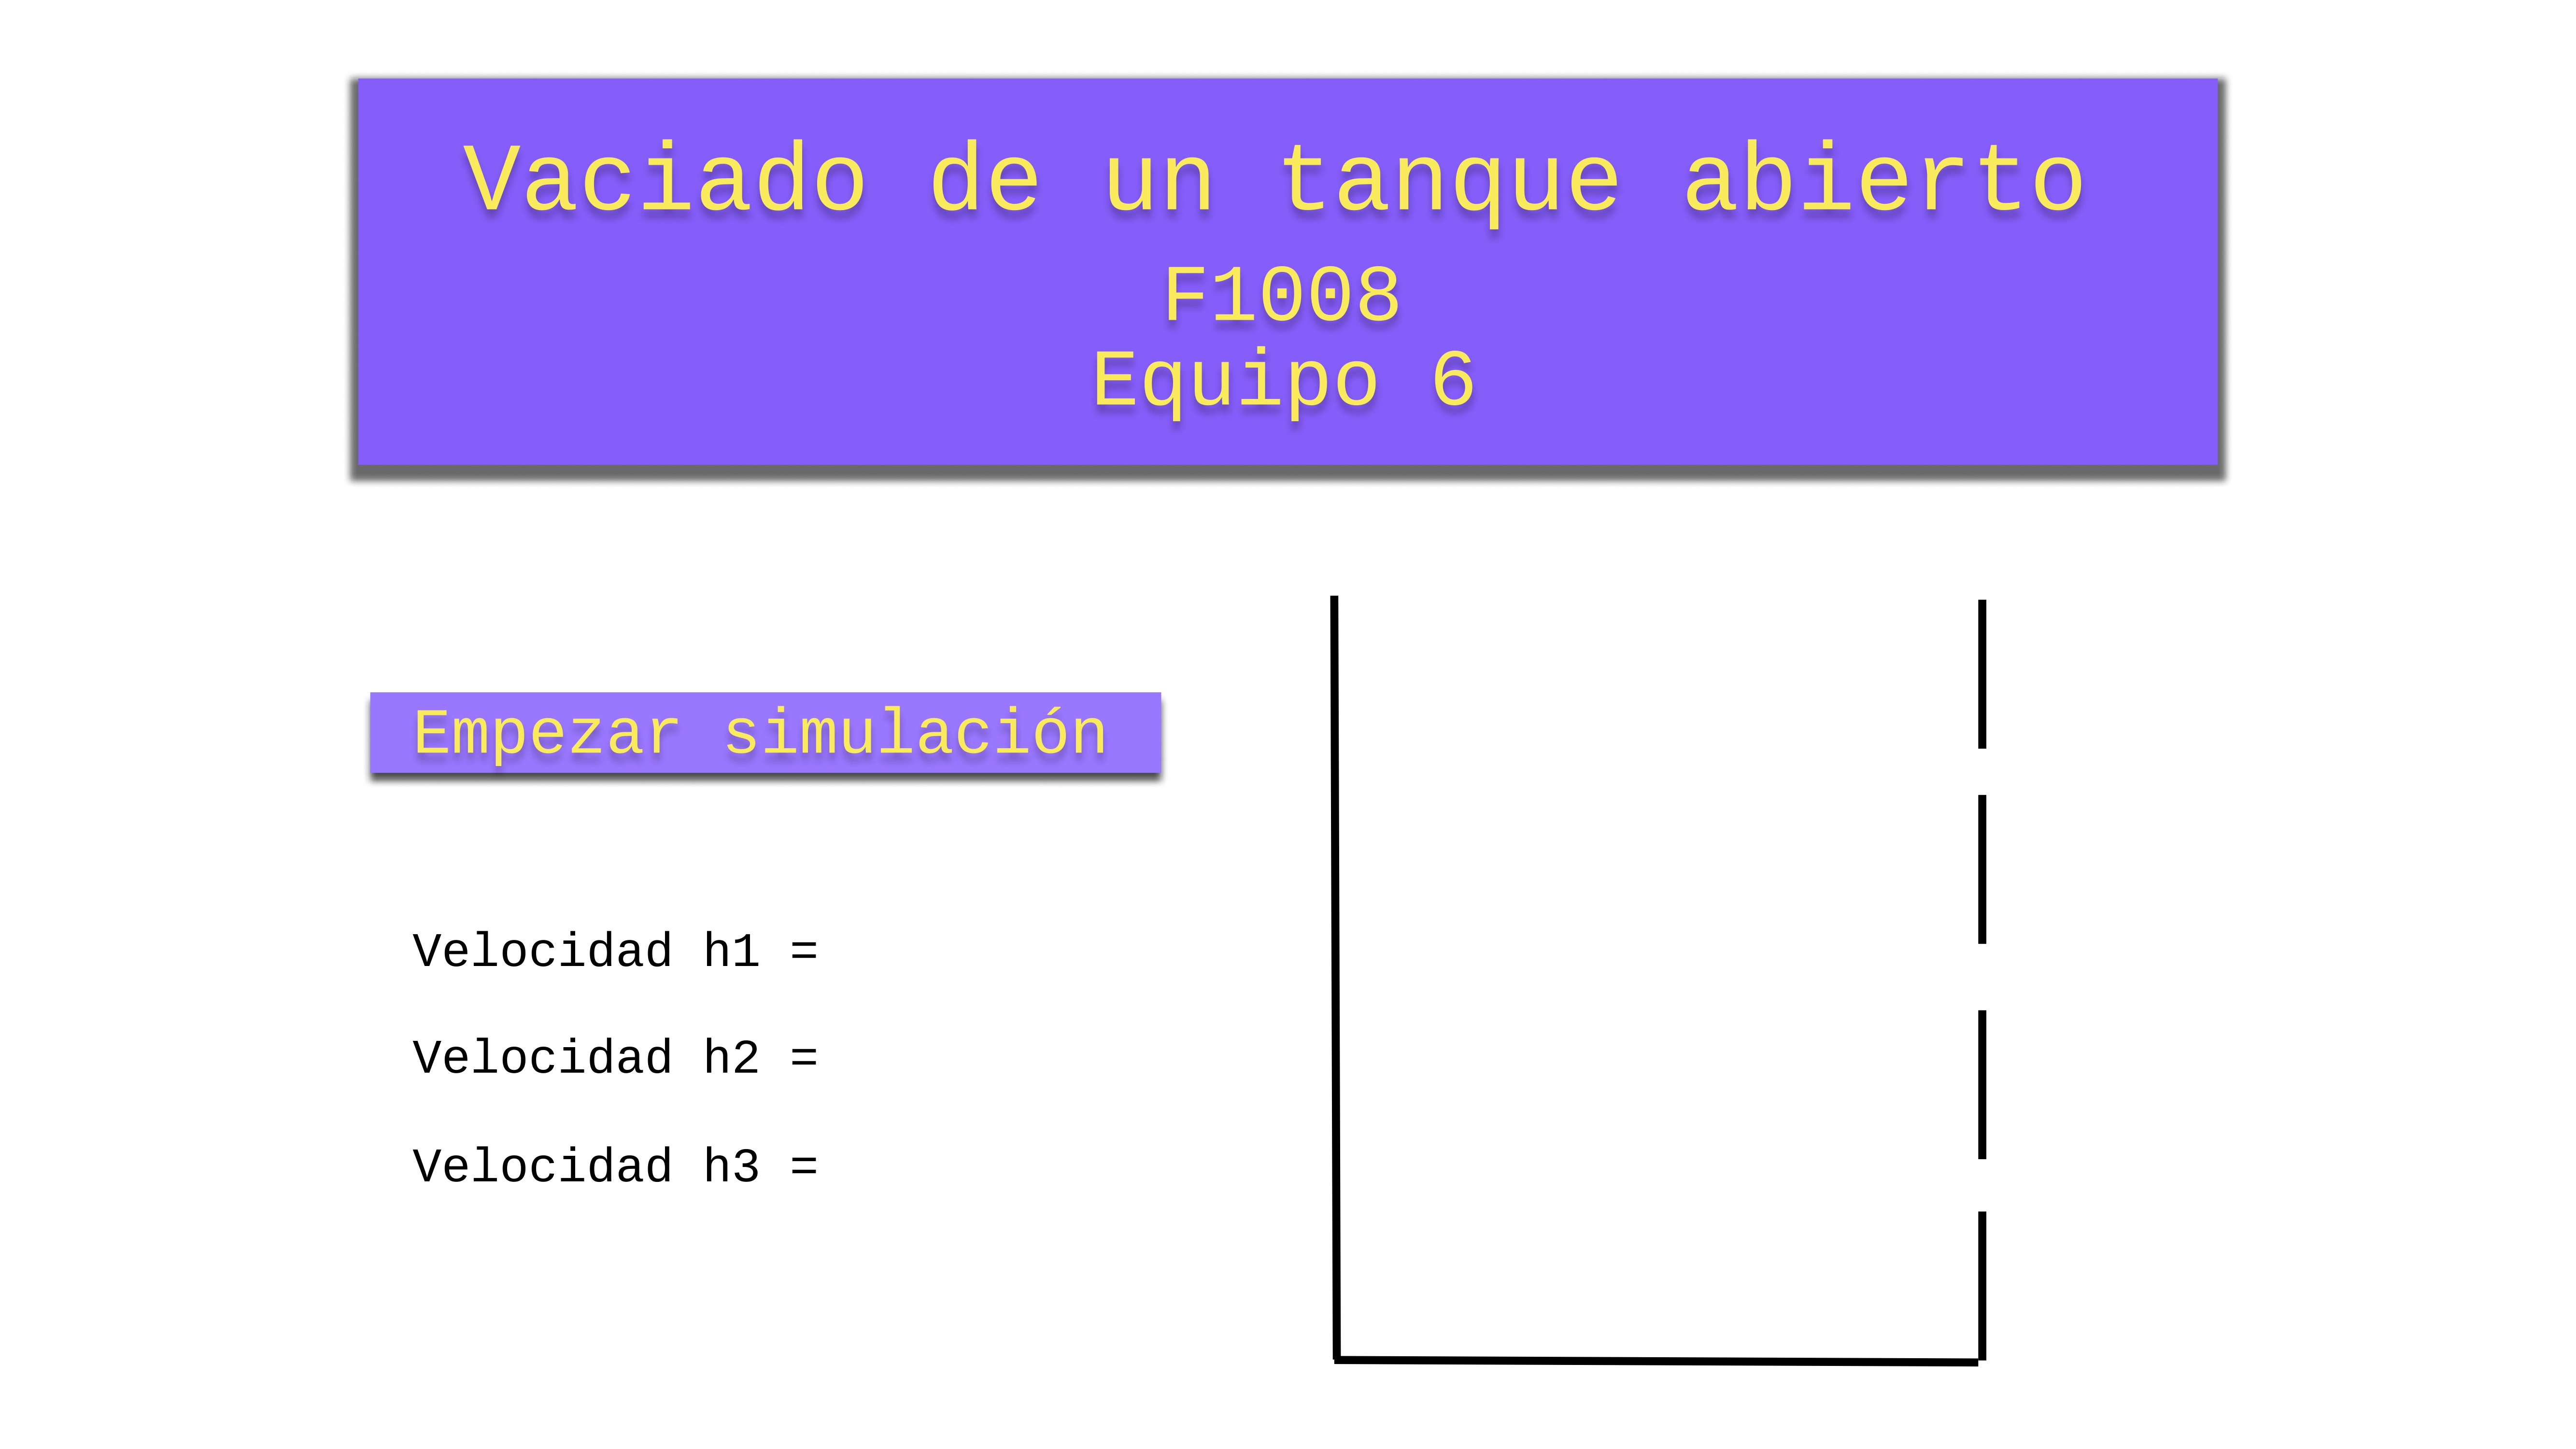 Vaciado de un tanque abierto
F1008
Equipo 6
Empezar simulación
Velocidad h1 =
Velocidad h2 =
Velocidad h3 =